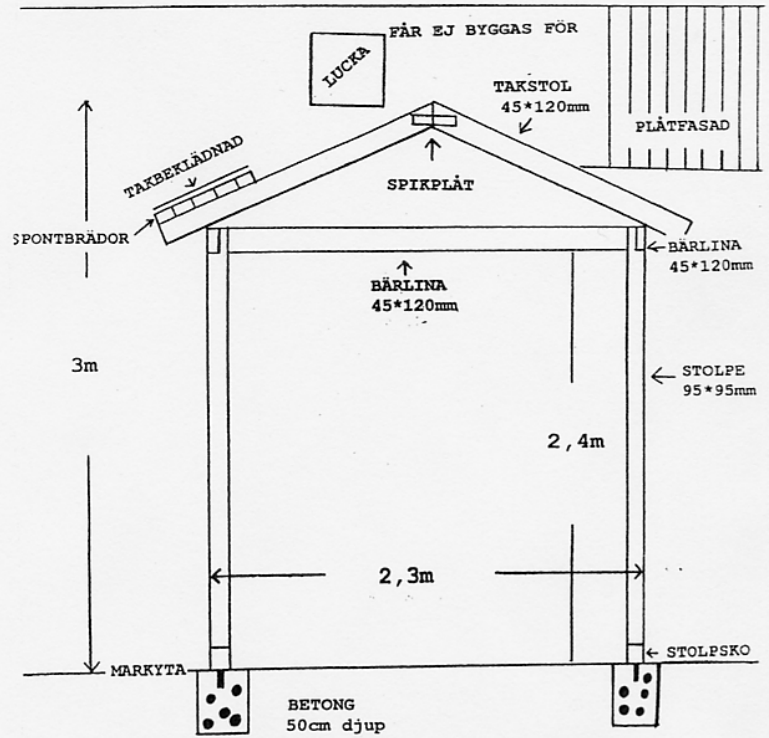 FÅR EJ BYGGAS FÖR
LUCKA
TAKSTOL
45*120mm
PLÅTFASAD
TAKBEKLÄDNAD
SPIKPLÅT
SPONTBRÄDOR
BÄRLINA
45*120mm
BÄRLINA
45*120mm
3m
STOLPE
95*95mm
2,4m
2,3m
STOLPSKO
MARKYTA
BETONG
50cm djup